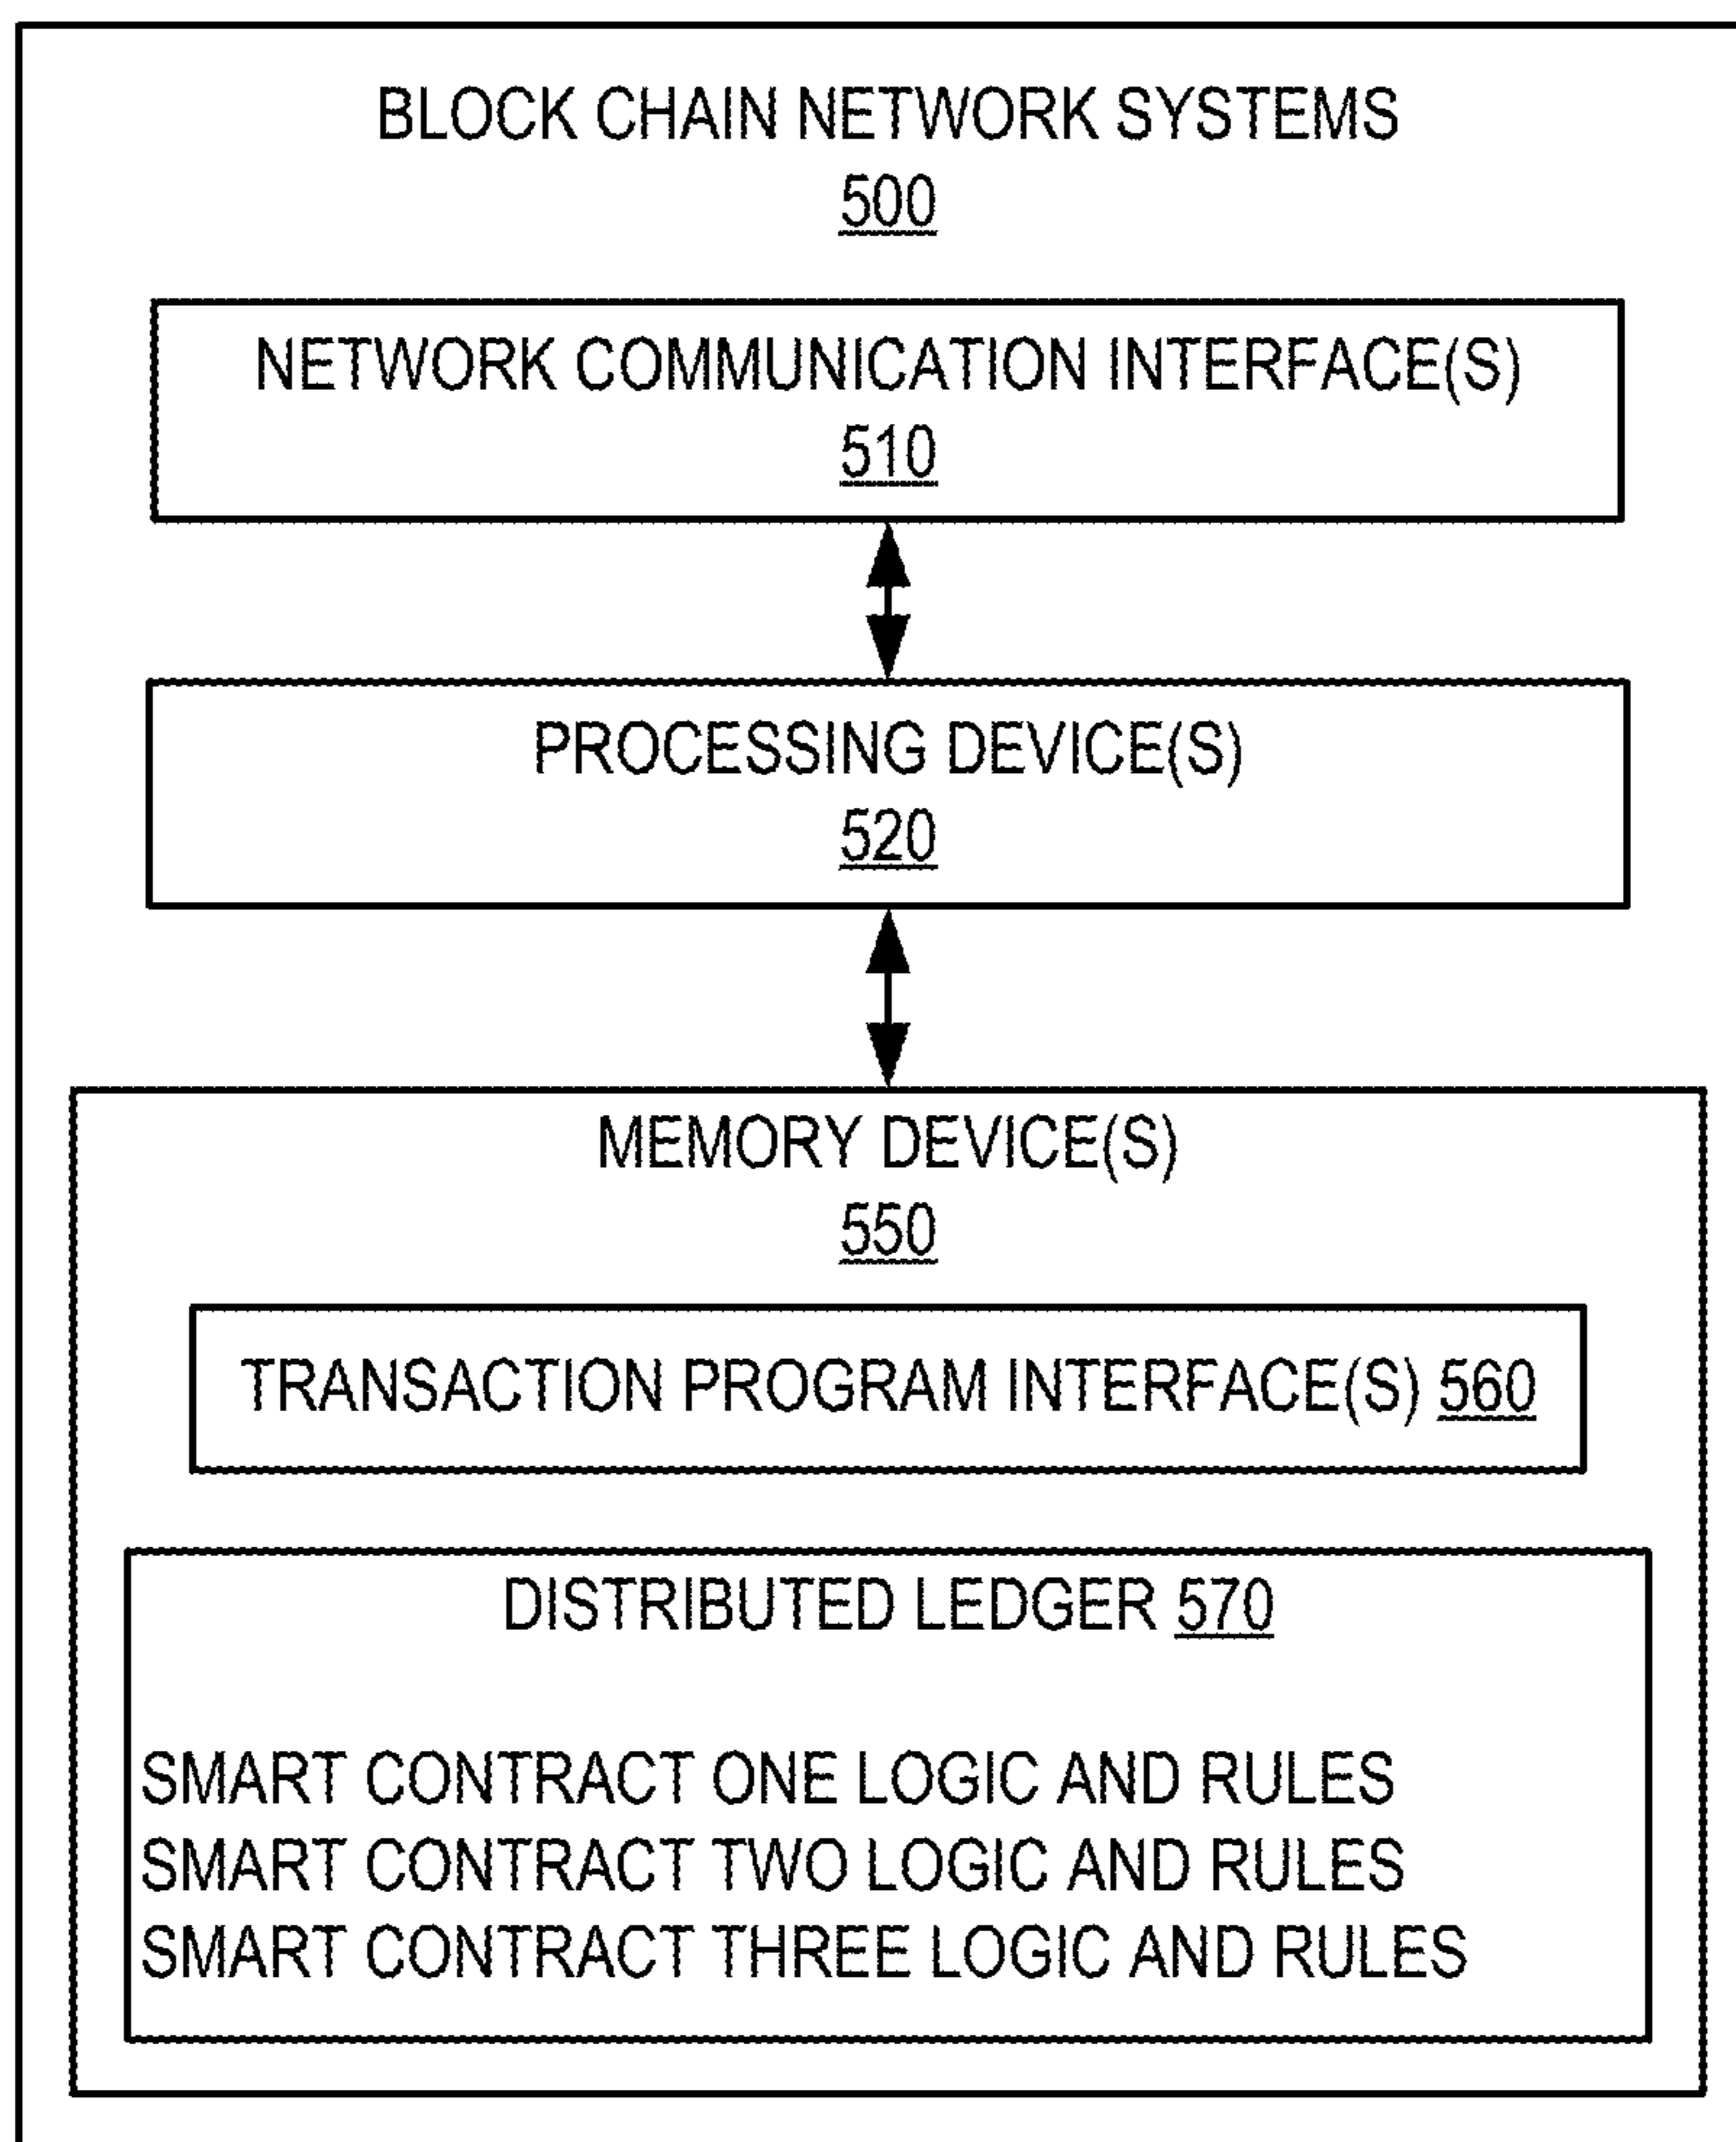 BLOCK CHAIN NETWORK SYSTEMS
500
NETWORK COMMUNICATION INTERFACE(S)
510
PROCESSING DEVICE(S)
520
MEMORY DEVICE(S)
550
TRANSACTION PROGRAM INTERFACE(S) 560
DISTRIBUTED LEDGER 570
SMART CONTRACT ONE LOGIC AND RULES
SMART CONTRACT TWO LOGIC AND RULES
SMART CONTRACT THREE LOGIC AND RULES